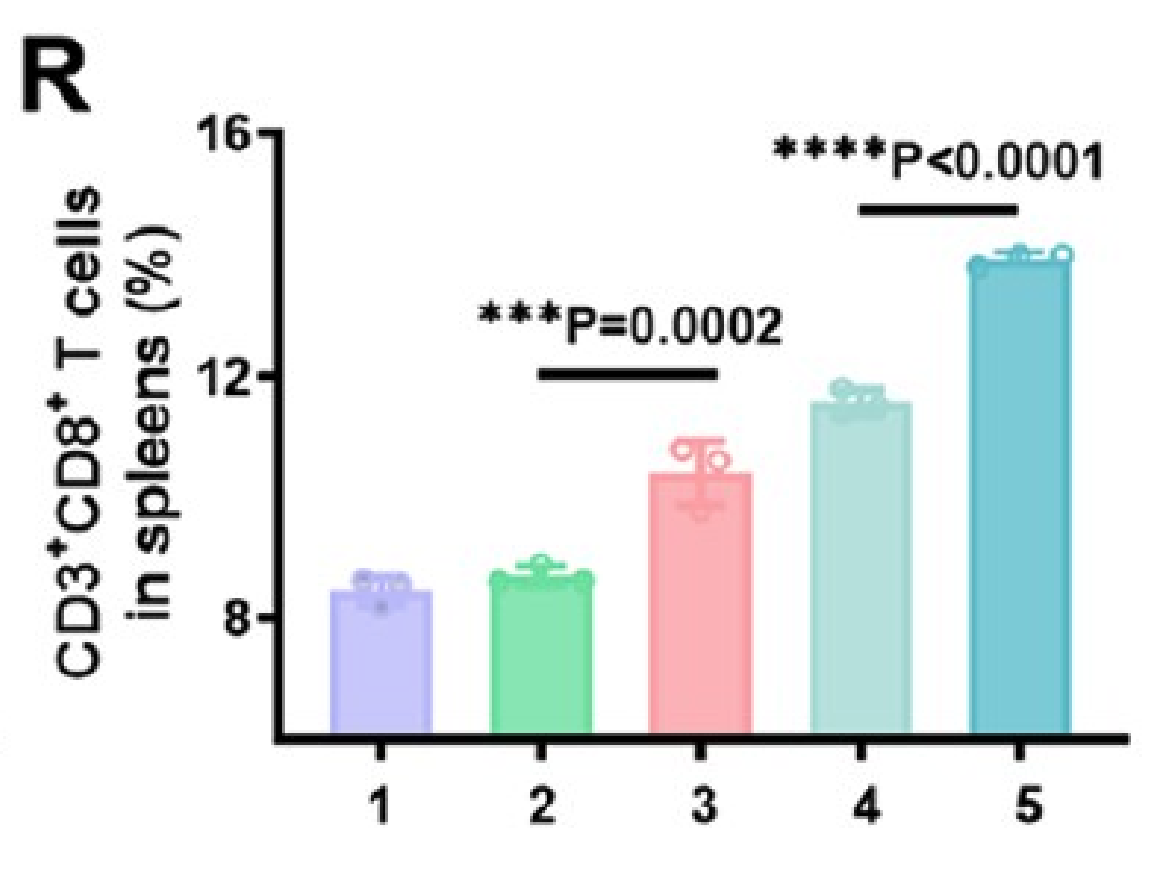 R
CD3⁺CD8⁺ T cells
in spleens (%)
16
12
8
***P=0.0002
****P<0.0001
1 2 3 4 5